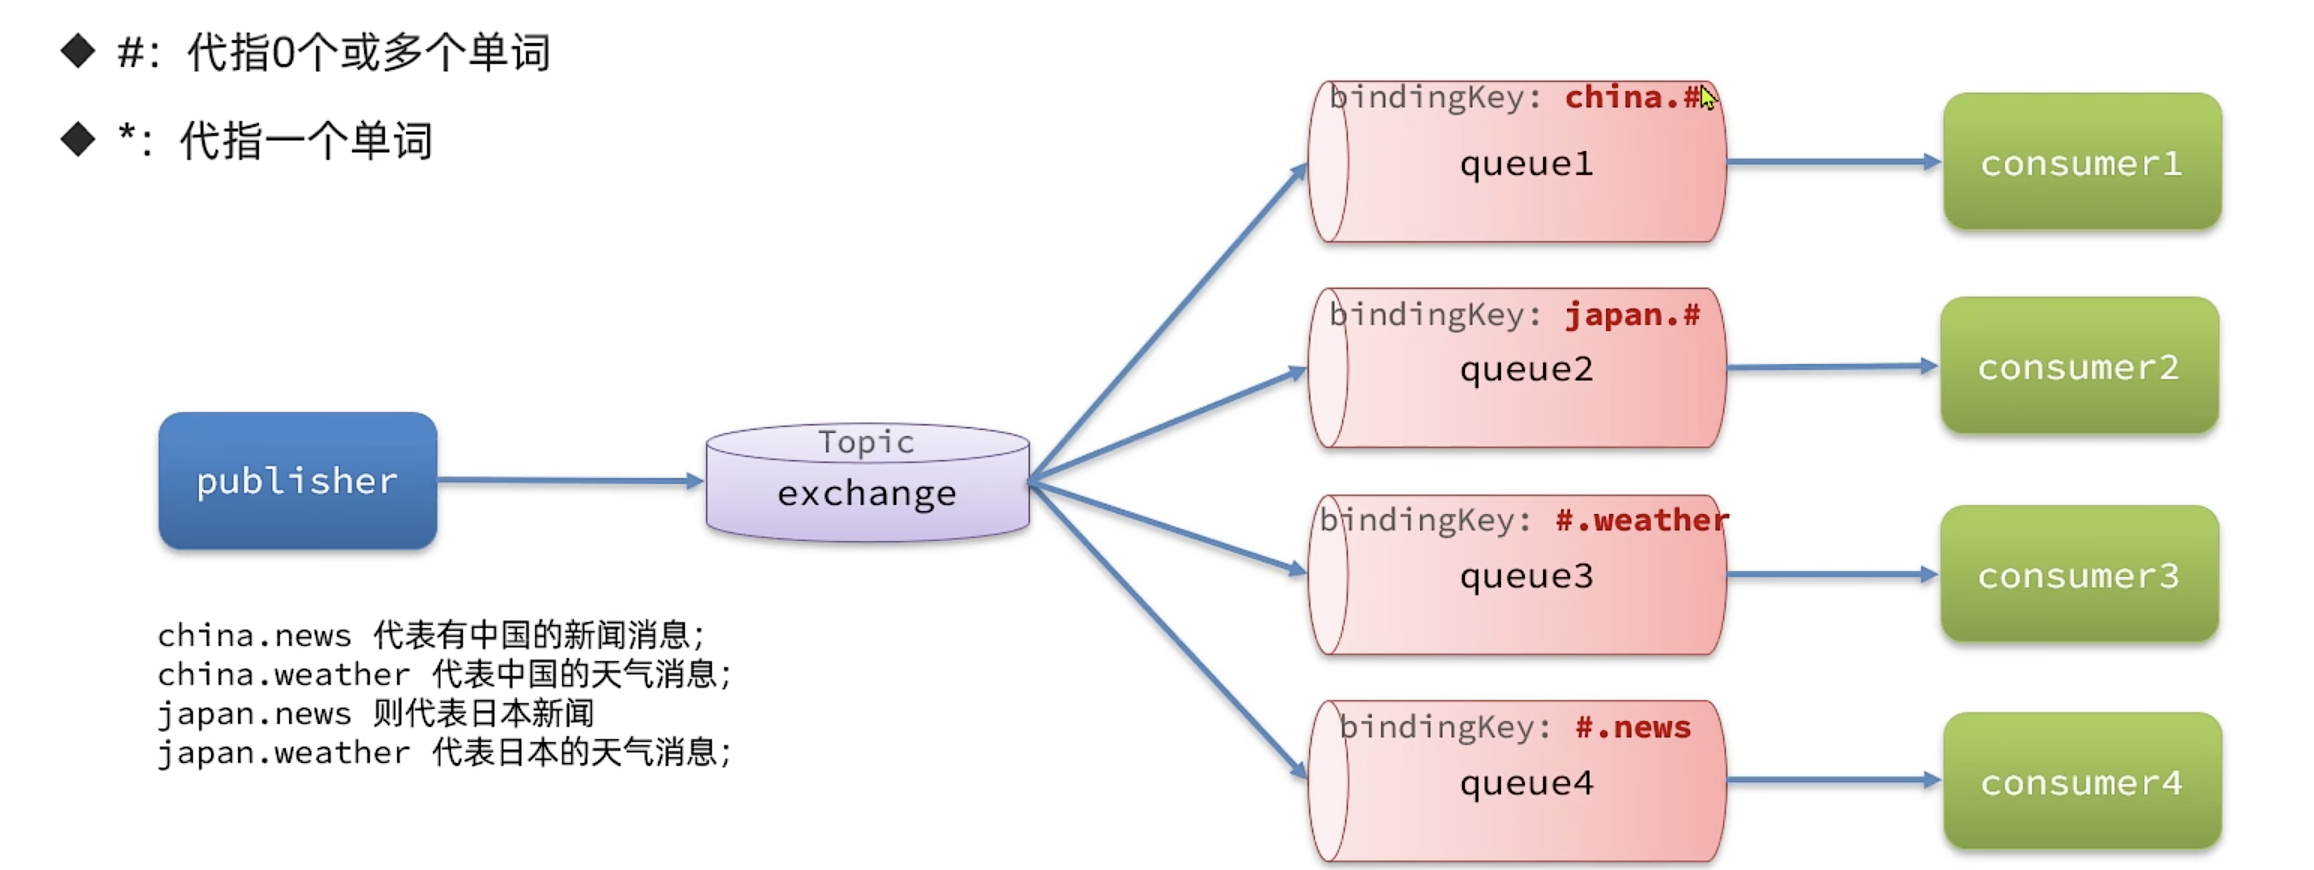 ◆ #：代指0个或多个单词
◆ *：代指一个单词
bindingKey: china.#
queue1
consumer1
bindingKey: japan.#
queue2
consumer2
publisher
Topic
exchange
bindingKey: #.weather
queue3
consumer3
china.news 代表有中国的新闻消息；
china.weather 代表中国的天气消息；
japan.news 则代表日本新闻
japan.weather 代表日本的天气消息；
bindingKey: #.news
queue4
consumer4